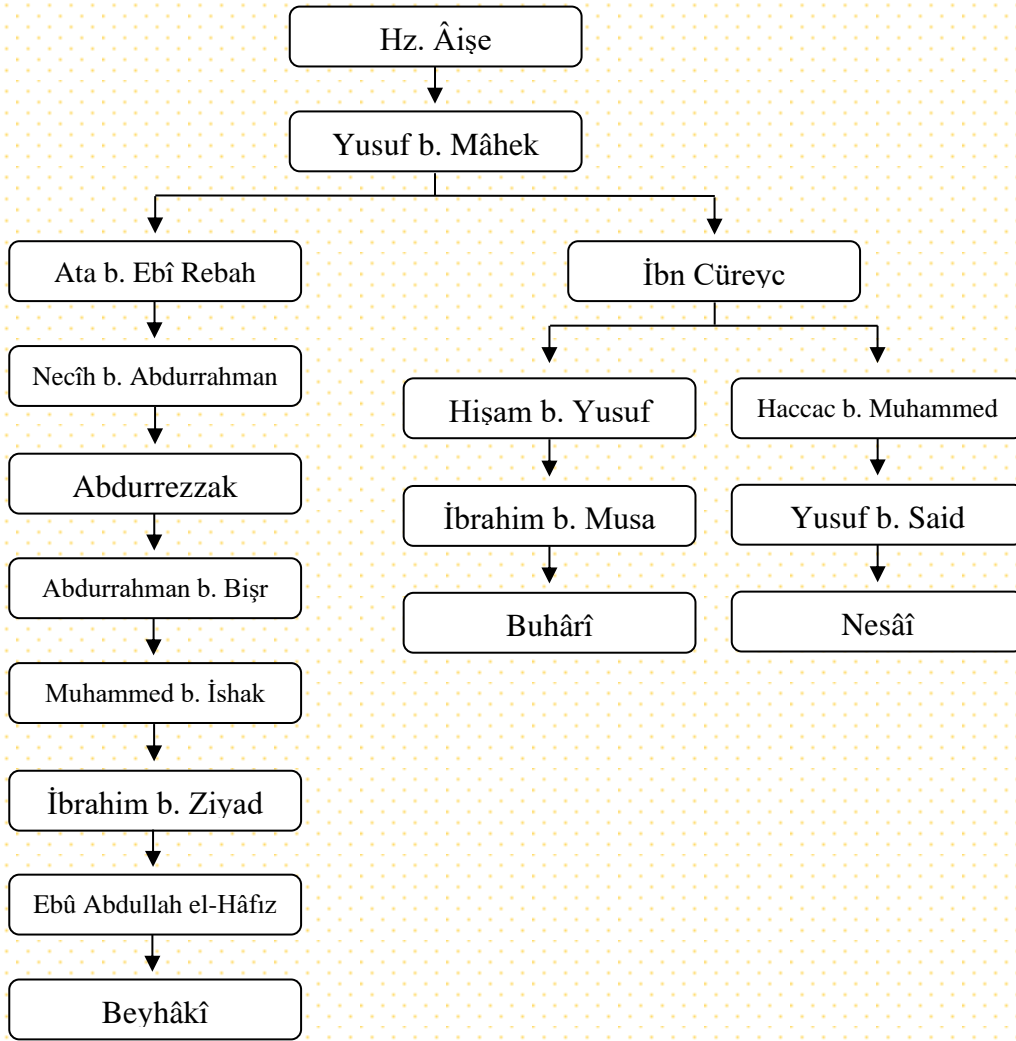 Hz. Âişe
Yusuf b. Mâhek
Ata b. Ebî Rebah
İbn Cüreyc
Necîh b. Abdurrahman
Hişam b. Yusuf
Haccac b. Muhammed
Abdurrezzak
İbrahim b. Musa
Yusuf b. Said
Abdurrahman b. Bişr
Buhârî
Nesâî
Muhammed b. İshak
İbrahim b. Ziyad
Ebû Abdullah el-Hâfız
Beyhâkî